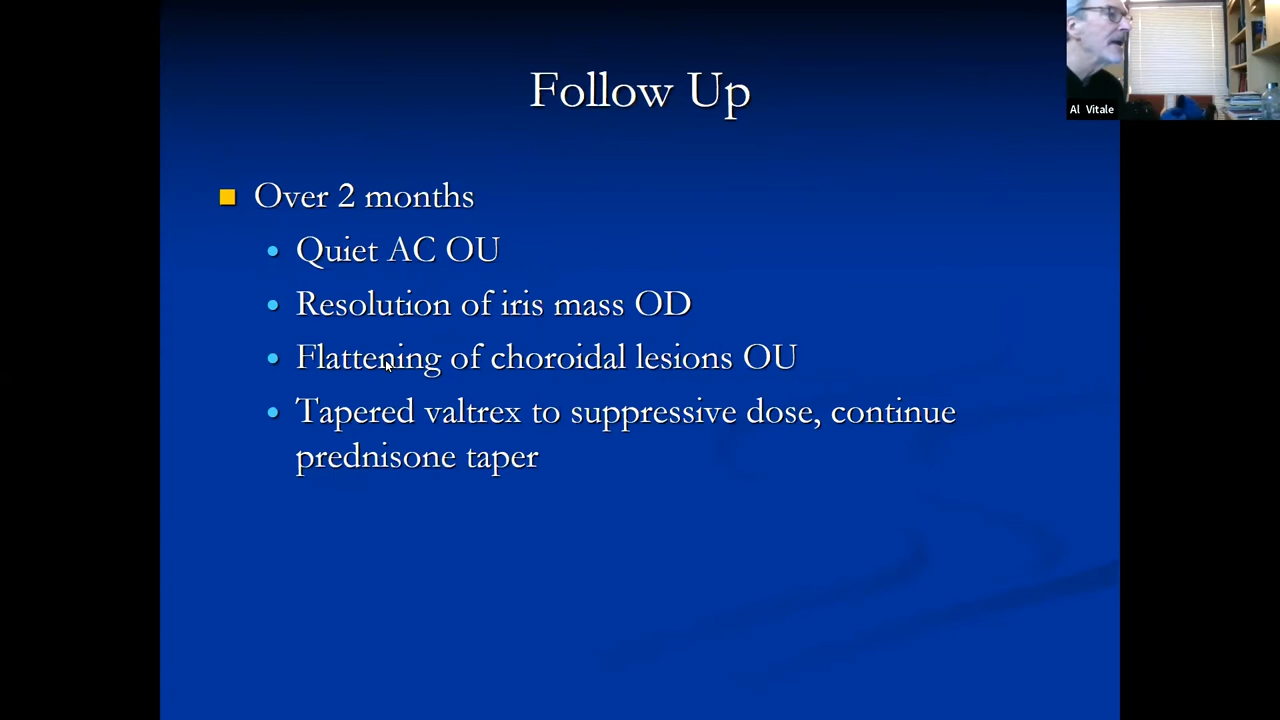 Follow Up
Al Vitale
Over 2 months
Quiet AC OU
Resolution of iris mass OD
Flattening of choroidal lesions OU
Tapered valtrex to suppressive dose, continue
prednisone taper